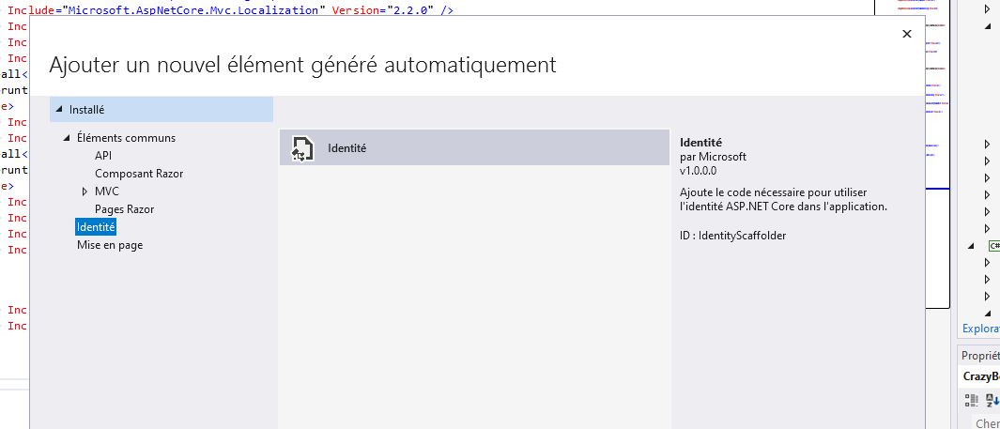 Include="Microsoft.AspNetCore.Mvc.Localization" Version="2.2.0" />
Inc
Inc
Inc
all<
runt
e>
Inc
Inc
all<
runt
e>
Inc
Inc
Inc
Inc
Inc
Inc
Ajouter un nouvel élément généré automatiquement
Installé
Éléments communs
API
Composant Razor
MVC
Pages Razor
Identité
Mise en page
Identité
Identité
par Microsoft
v1.0.0.0
Ajoute le code nécessaire pour utiliser
l'identité ASP.NET Core dans l'application.
ID : IdentityScaffolder
C#
Explorat
Propriét
CrazyB
Cher